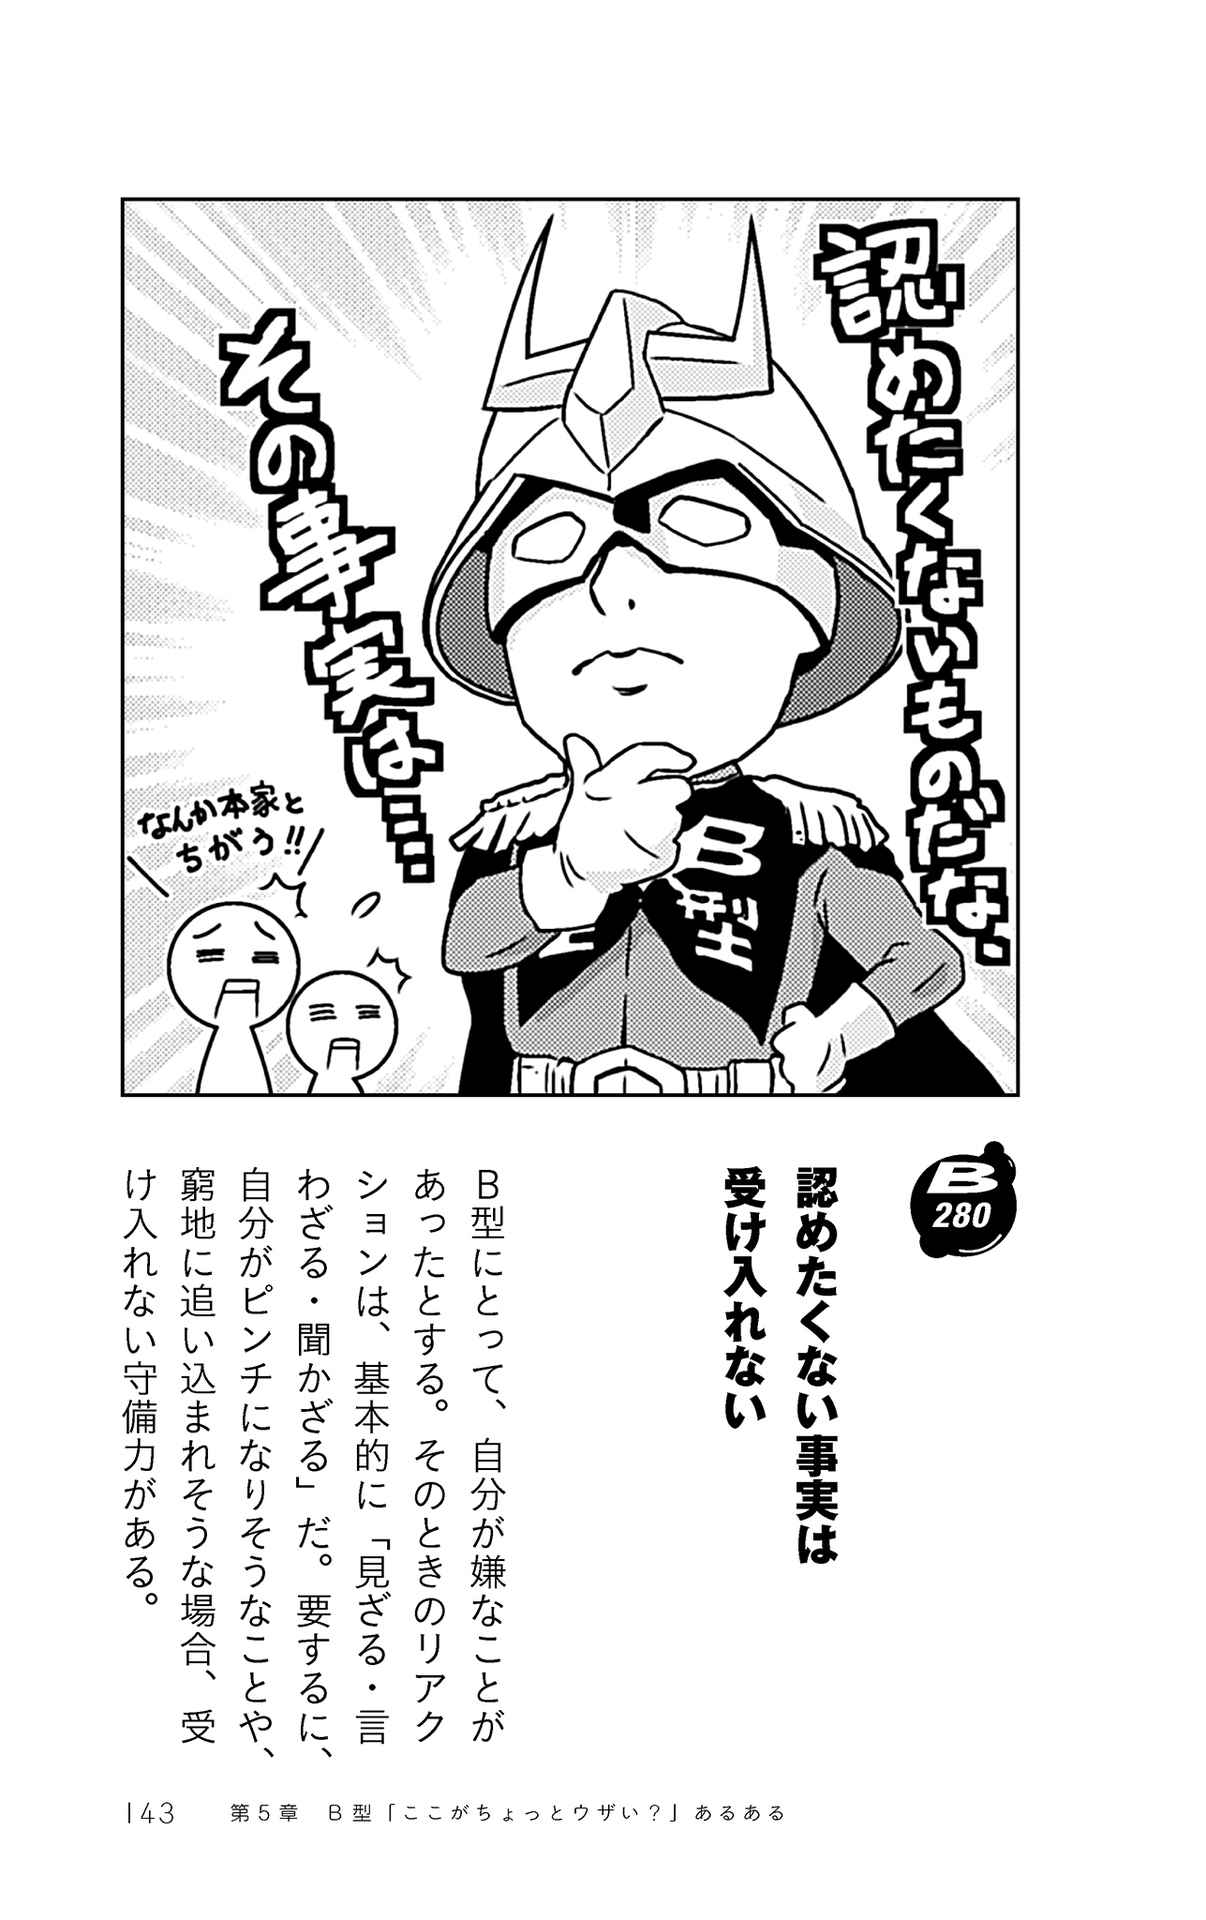 認めたくないものだな、
その事実は…
なんか本家と
ちがう!!
B型
B
280
認めたくない事実は
受け入れない
B型にとって、自分が嫌なことが
あったとする。そのときのリアク
ションは、基本的に「見ざる・言
わざる・聞かざる」だ。要するに、
自分がピンチになりそうなことや、
窮地に追い込まれそうな場合、受
け入れない守備力がある。
143 第5章 B型「ここがちょっとウザい?」あるある